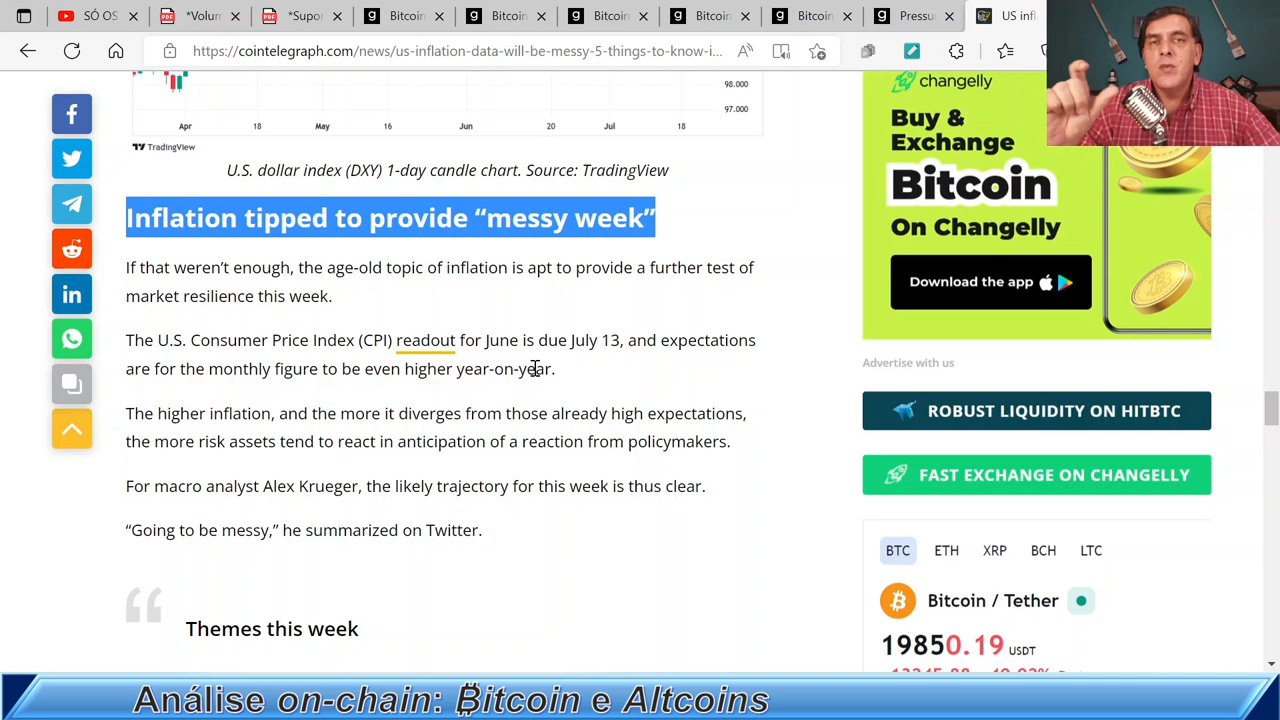 SO OS
*Volun
*Supo
Bitcoin
Bitcoin
Bitcoin
Bitcoin
Bitcoin
Pressu
US infl
https://cointelegraph.com/news/us-inflation-data-will-be-messy-5-things-to-know-i...
98.000
97.000
Apr 18 May 16 Jun 20 Jul 18
TradingView
U.S. dollar index (DXY) 1-day candle chart. Source: TradingView
Inflation tipped to provide “messy week”
If that weren’t enough, the age-old topic of inflation is apt to provide a further test of
market resilience this week.
The U.S. Consumer Price Index (CPI) readout for June is due July 13, and expectations
are for the monthly figure to be even higher year-on-year.
The higher inflation, and the more it diverges from those already high expectations,
the more risk assets tend to react in anticipation of a reaction from policymakers.
For macro analyst Alex Krueger, the likely trajectory for this week is thus clear.
“Going to be messy,” he summarized on Twitter.
Themes this week
changelly
Buy &
Exchange
Bitcoin
On Changelly
Download the app
Advertise with us
ROBUST LIQUIDITY ON HITBTC
FAST EXCHANGE ON CHANGELLY
BTC ETH XRP BCH LTC
Bitcoin / Tether
19850.19 USDT
Análise on-chain: ₿itcoin e Altcoins